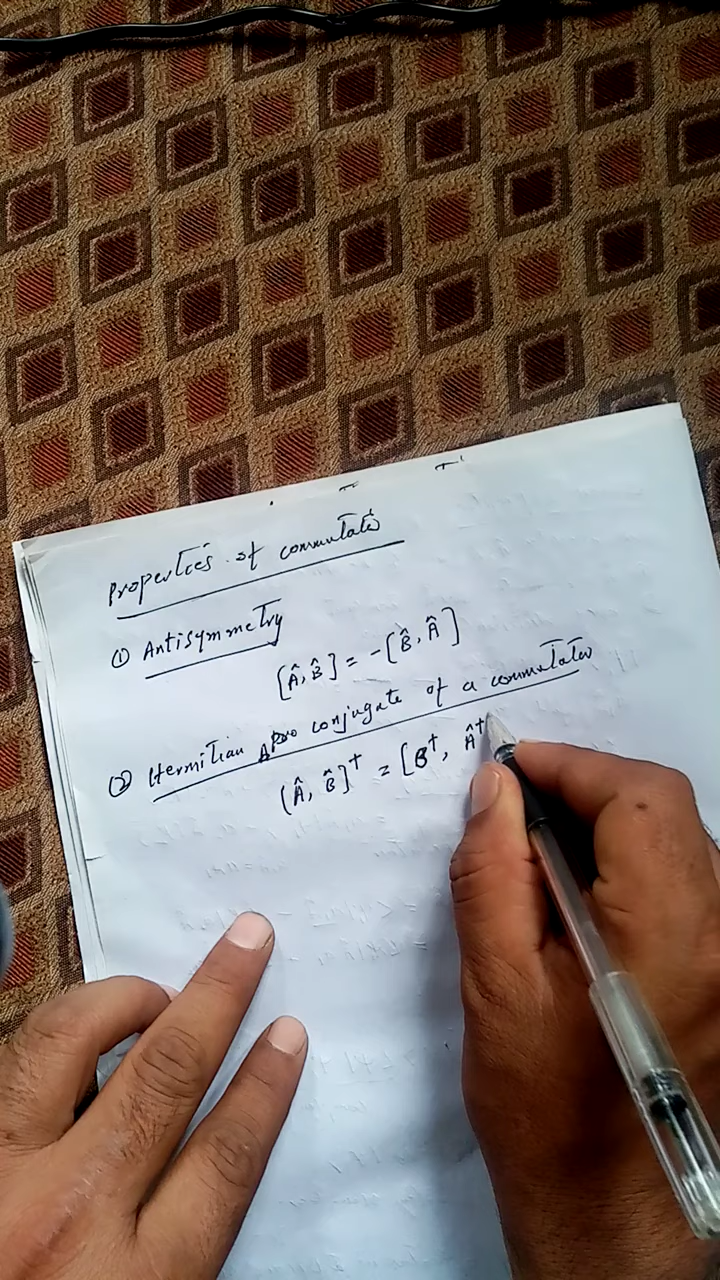 Properties of commutator
① Antisymmetry
[Â, B̂] = -[B̂, Â]
② Hermitian conjugate of a commutator
[Â, B̂]† = [B†, Â†